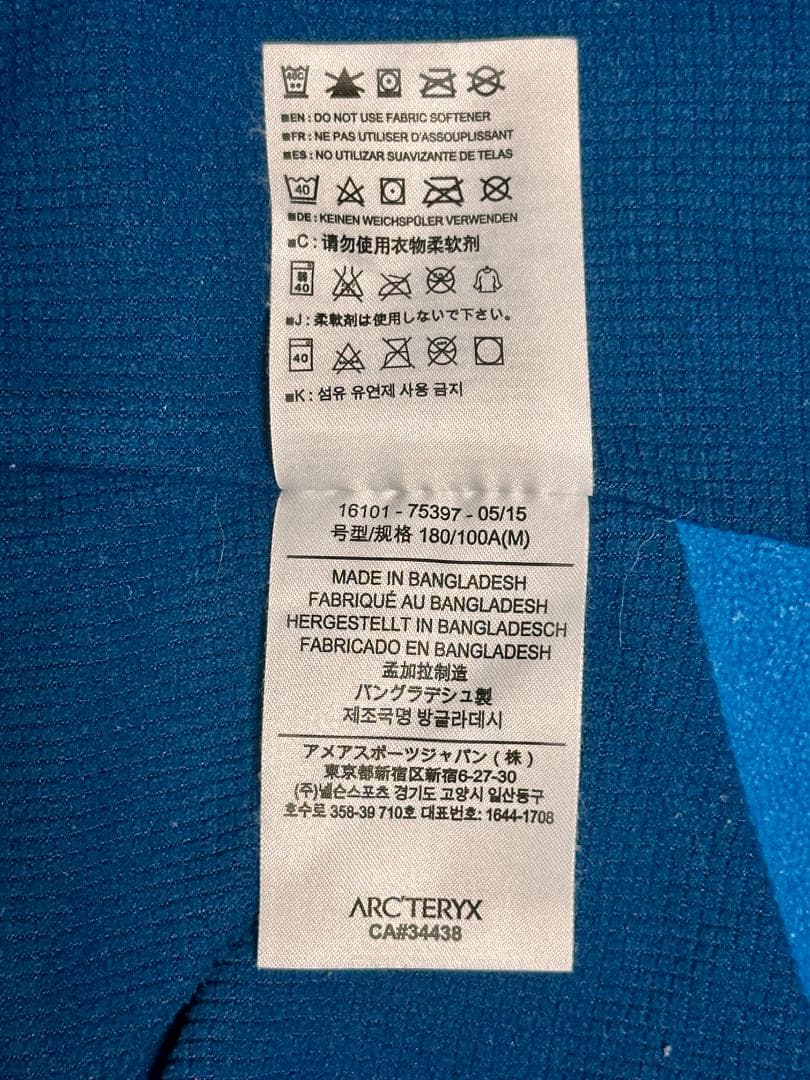 40C
■EN : DO NOT USE FABRIC SOFTENER
■FR : NE PAS UTILISER D'ASSOUPLISSANT
■ES : NO UTILIZAR SUAVIZANTE DE TELAS
40
■DE : KEINEN WEICHSPÜLER VERWENDEN
■C : 请勿使用衣物柔软剂
弱
40
■J : 柔軟剤は使用しないで下さい。
40
■K : 섬유 유연제 사용 금지
16101 - 75397 - 05/15
号型/规格 180/100A(M)
MADE IN BANGLADESH
FABRIQUÉ AU BANGLADESH
HERGESTELLT IN BANGLADESCH
FABRICADO EN BANGLADESH
孟加拉制造
バングラデシュ製
제조국명 방글라데시
アメアスポーツジャパン ( 株 )
東京都新宿区新宿6-27-30
(주)넬슨스포츠 경기도 고양시 일산동구
호수로 358-39 710호 대표번호: 1644-1708
ARC'TERYX
CA#34438